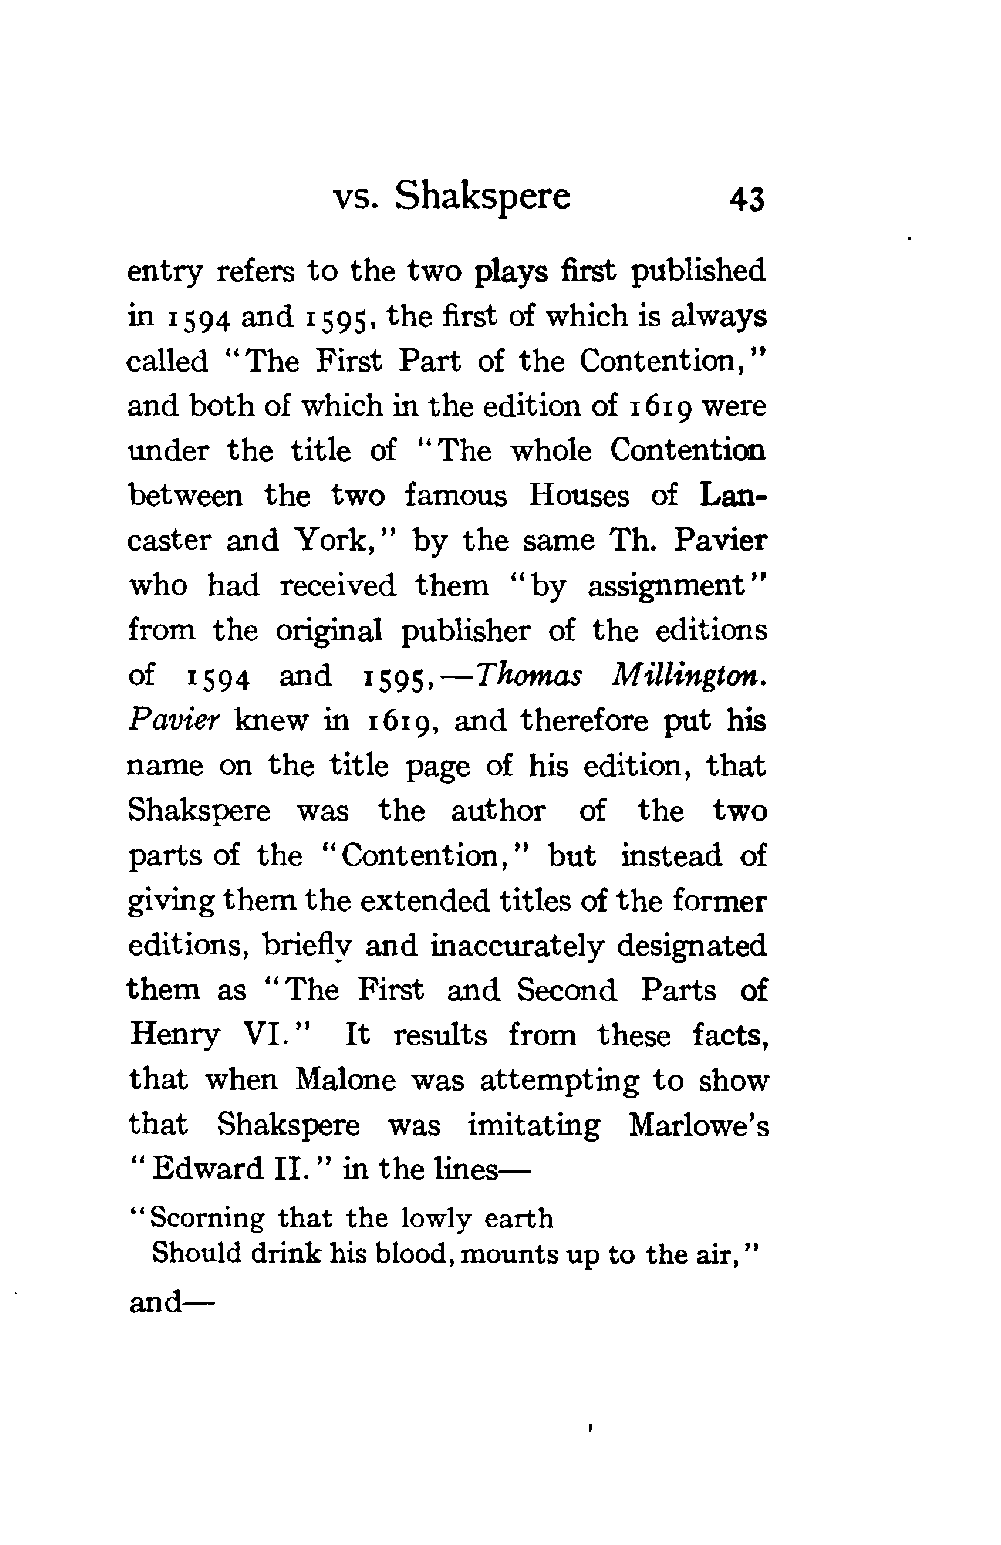 vs. Shakspere 43
entry refers to the two plays first published
in 1594 and 1595, the first of which is always
called "The First Part of the Contention,"
and both of which in the edition of 1619 were
under the title of "The whole Contention
between the two famous Houses of Lan-
caster and York," by the same Th. Pavier
who had received them "by assignment"
from the original publisher of the editions
of 1594 and 1595,—Thomas Millington.
Pavier knew in 1619, and therefore put his
name on the title page of his edition, that
Shakspere was the author of the two
parts of the "Contention," but instead of
giving them the extended titles of the former
editions, briefly and inaccurately designated
them as "The First and Second Parts of
Henry VI." It results from these facts,
that when Malone was attempting to show
that Shakspere was imitating Marlowe's
"Edward II." in the lines—
"Scorning that the lowly earth
Should drink his blood, mounts up to the air,"
and—